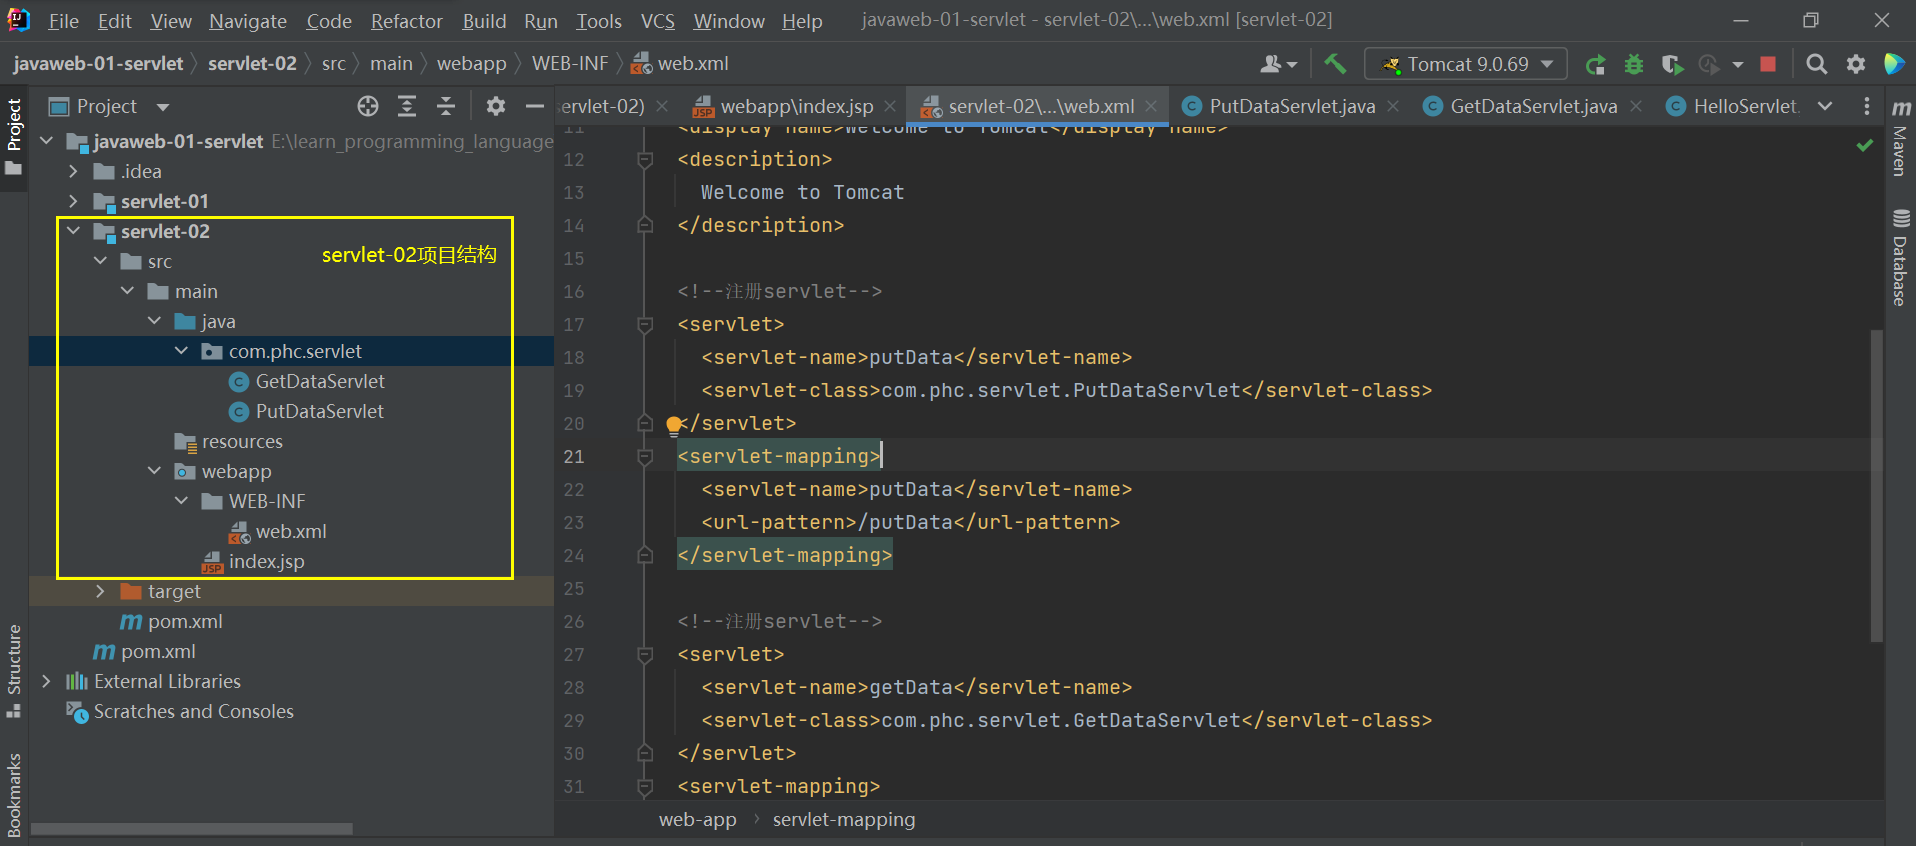 File Edit View Navigate Code Refactor Build Run Tools VCS Window Help javaweb-01-servlet - servlet-02\...\web.xml [servlet-02]
javaweb-01-servlet servlet-02 src main webapp WEB-INF web.xml Tomcat 9.0.69
Project
ervlet-02) webapp\index.jsp servlet-02\...\web.xml PutDataServlet.java GetDataServlet.java HelloServlet.
Project
Structure
Bookmarks
javaweb-01-servlet E:\learn_programming_language
.idea
servlet-01
servlet-02
servlet-02项目结构
src
main
java
com.phc.servlet
GetDataServlet
PutDataServlet
resources
webapp
WEB-INF
web.xml
index.jsp
target
pom.xml
pom.xml
External Libraries
Scratches and Consoles
11 <display-name>Welcome to Tomcat</display-name>
12 <description>
13 Welcome to Tomcat
14 </description>
15
16 <!--注册servlet-->
17 <servlet>
18 <servlet-name>putData</servlet-name>
19 <servlet-class>com.phc.servlet.PutDataServlet</servlet-class>
20 </servlet>
21 <servlet-mapping>
22 <servlet-name>putData</servlet-name>
23 <url-pattern>/putData</url-pattern>
24 </servlet-mapping>
25
26 <!--注册servlet-->
27 <servlet>
28 <servlet-name>getData</servlet-name>
29 <servlet-class>com.phc.servlet.GetDataServlet</servlet-class>
30 </servlet>
31 <servlet-mapping>
web-app servlet-mapping
Maven
Database